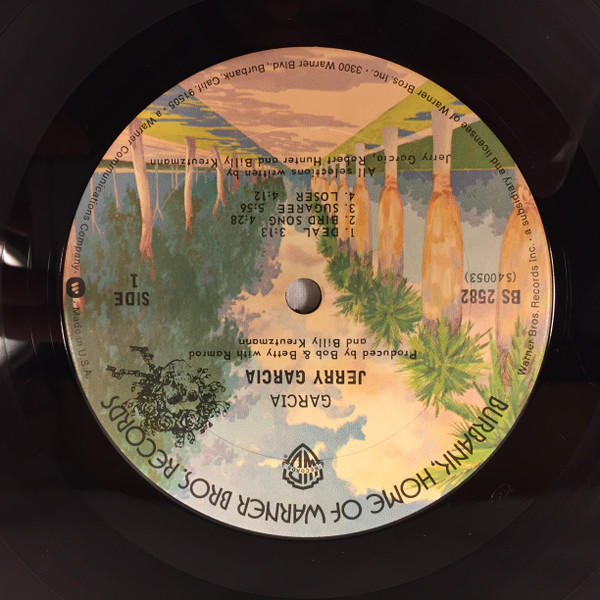 BURBANK, HOME OF WARNER BROS. RECORDS
GARCIA
JERRY GARCIA
Produced by Bob & Betty with Ramrod
and Billy Kreutzmann
BS 2582
(S40053)
SIDE
1
1. DEAL 3:13
2. BIRD SONG 4:28
3. SUGAREE 5:56
4. LOSER 4:12
All selections written by
Jerry Garcia, Robert Hunter and Billy Kreutzmann
Warner Bros. Records Inc. · a subsidiary and licensee of Warner Bros. Inc. · 3300 Warner Blvd., Burbank, Calif. 91505 · a Warner Communications Company. Made in U.S.A.